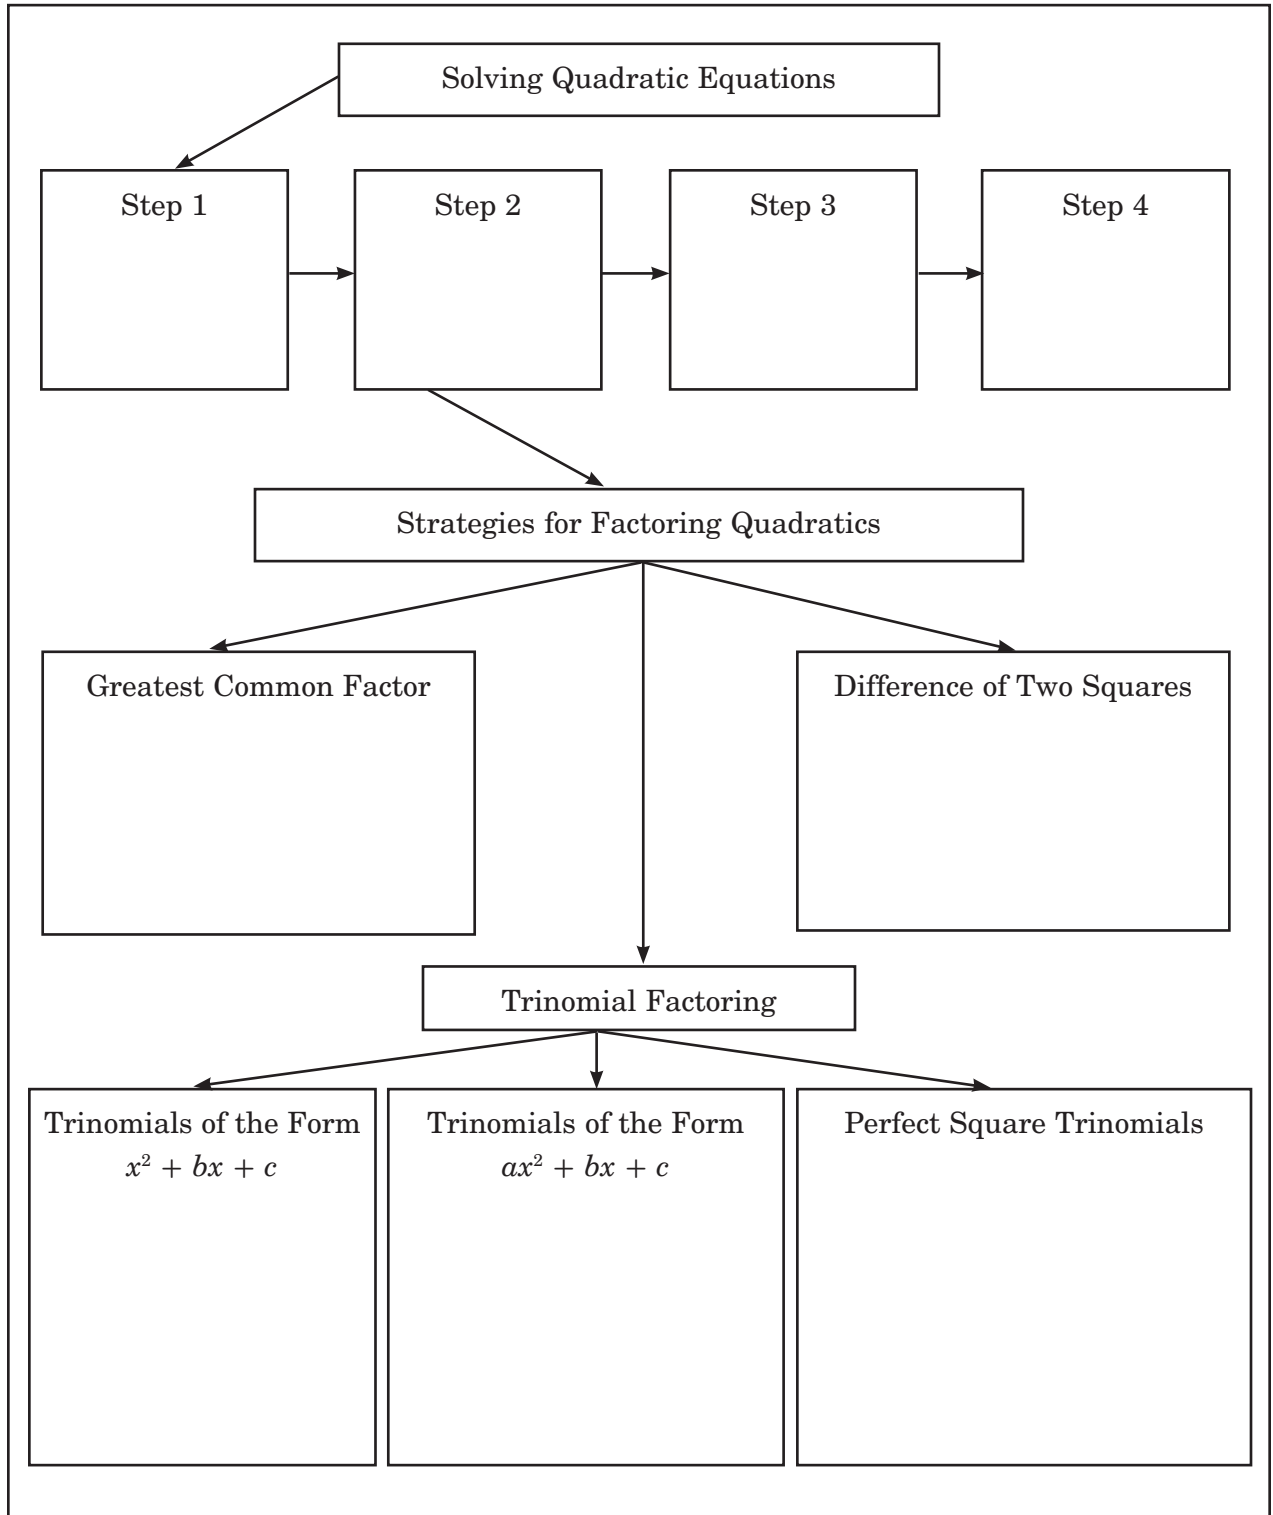 Solving Quadratic Equations
Step 1
Step 2
Step 3
Step 4
Strategies for Factoring Quadratics
Greatest Common Factor
Difference of Two Squares
Trinomial Factoring
Trinomials of the Form
x² + bx + c
Trinomials of the Form
ax² + bx + c
Perfect Square Trinomials